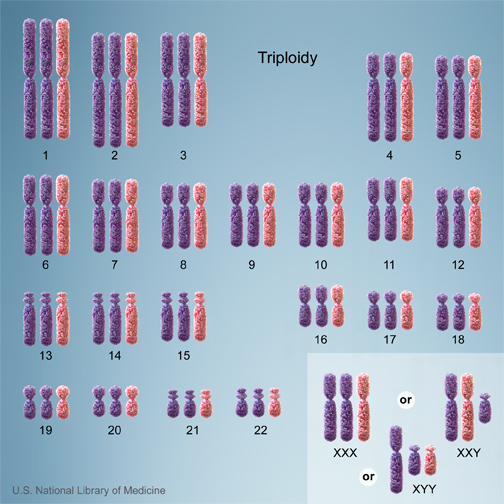 Triploidy
1 2 3 4 5
6 7 8 9 10 11 12
13 14 15 16 17 18
19 20 21 22
XXX or XXY
or XYY
U.S. National Library of Medicine